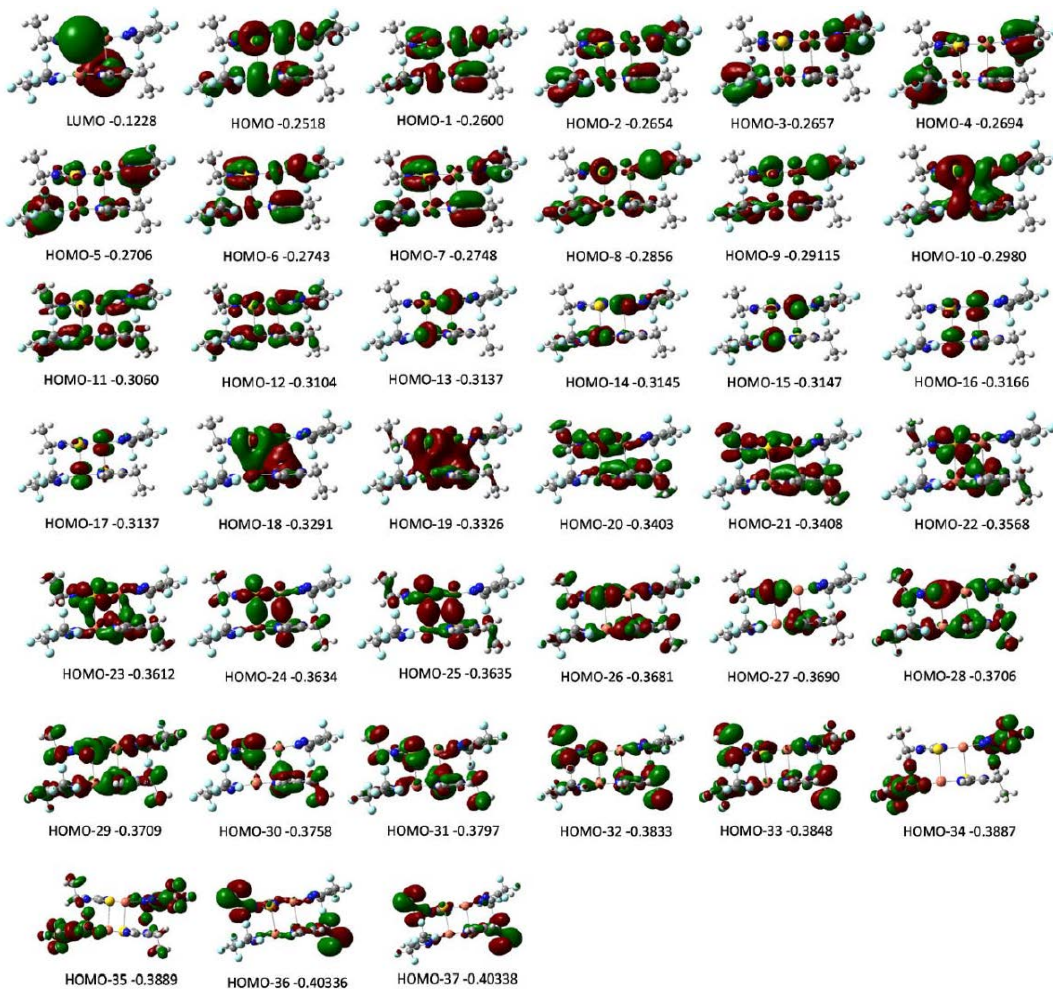 LUMO -0.1228
HOMO -0.2518
HOMO-1 -0.2600
HOMO-2 -0.2654
HOMO-3-0.2657
HOMO-4 -0.2694
HOMO-5 -0.2706
HOMO-6 -0.2743
HOMO-7 -0.2748
HOMO-8 -0.2856
HOMO-9 -0.29115
HOMO-10 -0.2980
HOMO-11 -0.3060
HOMO-12 -0.3104
HOMO-13 -0.3137
HOMO-14 -0.3145
HOMO-15 -0.3147
HOMO-16 -0.3166
HOMO-17 -0.3137
HOMO-18 -0.3291
HOMO-19 -0.3326
HOMO-20 -0.3403
HOMO-21 -0.3408
HOMO-22 -0.3568
HOMO-23 -0.3612
HOMO-24 -0.3634
HOMO-25 -0.3635
HOMO-26 -0.3681
HOMO-27 -0.3690
HOMO-28 -0.3706
HOMO-29 -0.3709
HOMO-30 -0.3758
HOMO-31 -0.3797
HOMO-32 -0.3833
HOMO-33 -0.3848
HOMO-34 -0.3887
HOMO-35 -0.3889
HOMO-36 -0.40336
HOMO-37 -0.40338